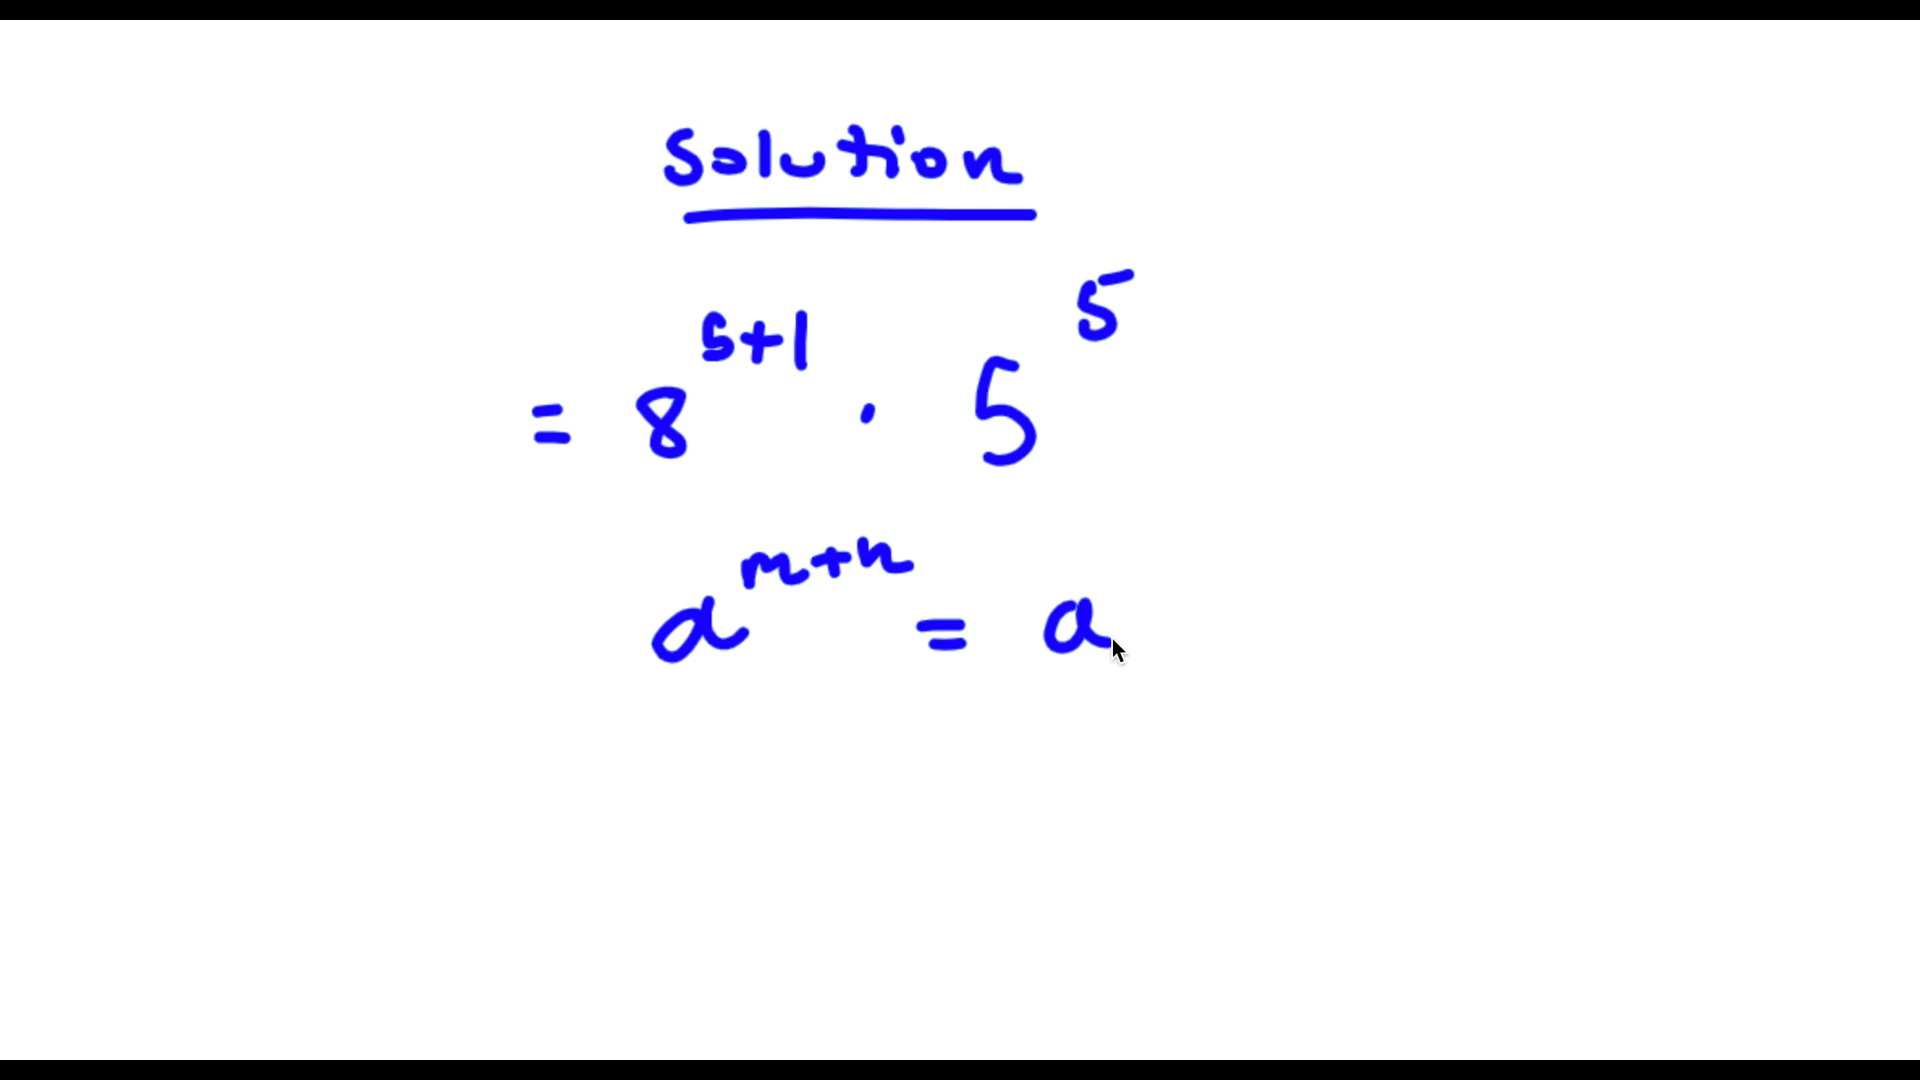 Solution
= 8^{5+1} · 5^5
a^{m+n} = a